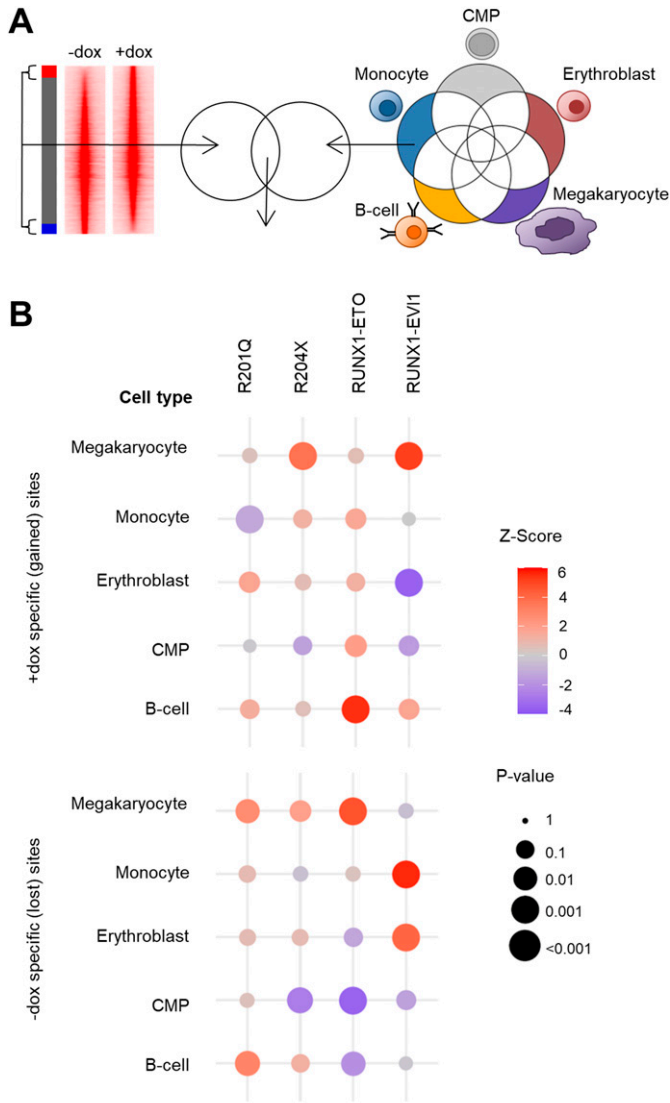 A
-dox +dox
CMP
Monocyte
Erythroblast
B-cell
Megakaryocyte
B
Cell type
R201Q
R204X
RUNX1-ETO
RUNX1-EVI1
+dox specific (gained) sites
Megakaryocyte
Monocyte
Erythroblast
CMP
B-cell
Z-Score
6
4
2
0
-2
-4
-dox specific (lost) sites
Megakaryocyte
Monocyte
Erythroblast
CMP
B-cell
P-value
1
0.1
0.01
0.001
<0.001